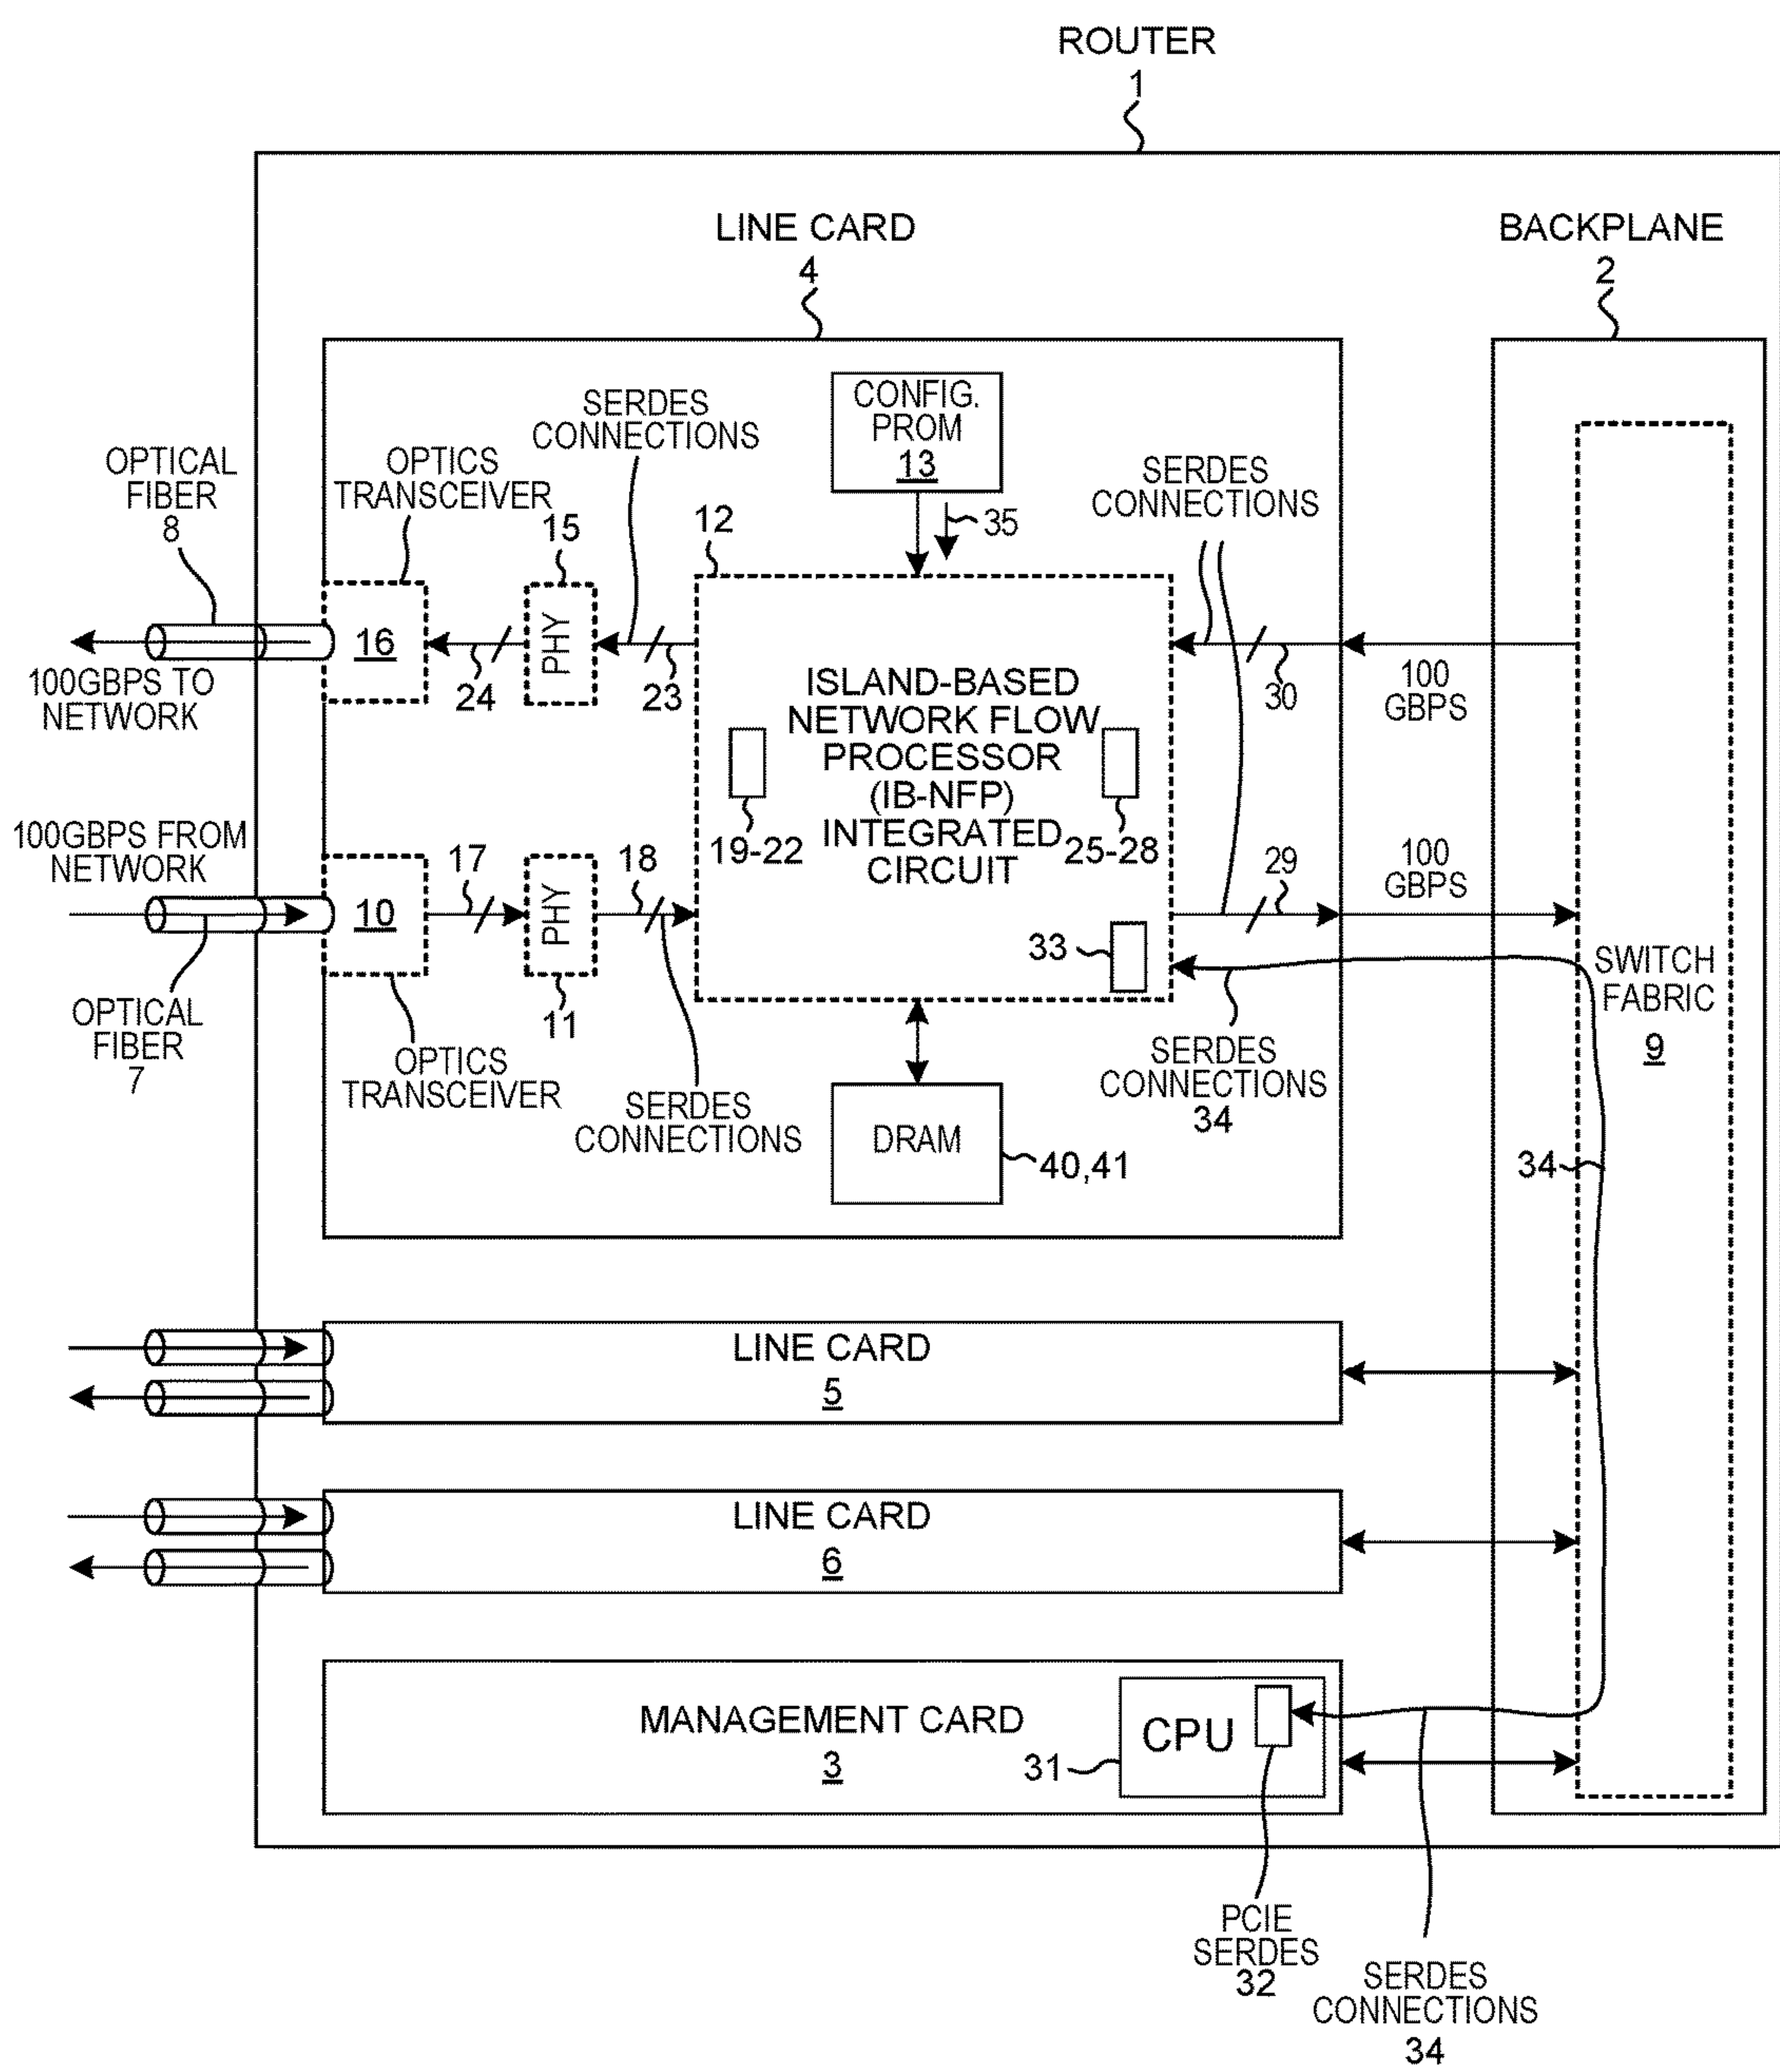 ROUTER
1
LINE CARD
4
BACKPLANE
2
CONFIG.
PROM
13
SERDES
CONNECTIONS
OPTICS
TRANSCEIVER
OPTICAL
FIBER
8
SERDES
CONNECTIONS
15
12
35
16
24
PHY
23
30
100
GBPS
100GBPS TO
NETWORK
ISLAND-BASED
NETWORK FLOW
PROCESSOR
(IB-NFP)
INTEGRATED
CIRCUIT
19-22
25-28
100GBPS FROM
NETWORK
17
18
29
100
GBPS
10
PHY
33
SWITCH
FABRIC
9
OPTICAL
FIBER
7
11
OPTICS
TRANSCEIVER
SERDES
CONNECTIONS
SERDES
CONNECTIONS
34
DRAM
40,41
34
LINE CARD
5
LINE CARD
6
MANAGEMENT CARD
3
31
CPU
PCIE
SERDES
32
SERDES
CONNECTIONS
34